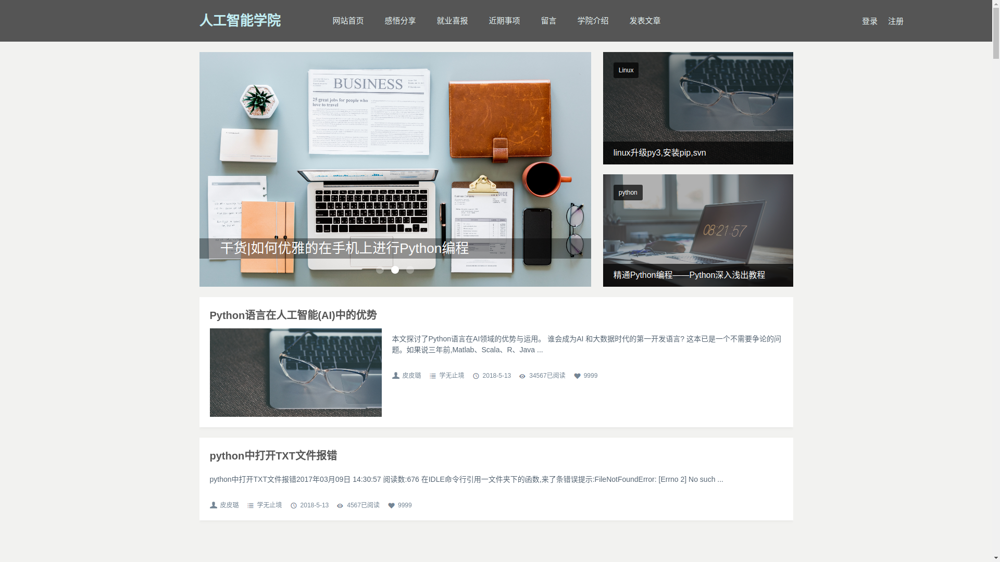 人工智能学院
网站首页 感悟分享 就业喜报 近期事项 留言 学院介绍 发表文章
登录 注册
BUSINESS
25 great jobs for people who
love to travel
INVOICE
干货|如何优雅的在手机上进行Python编程
Linux
linux升级py3,安装pip,svn
python
08:21:57
精通Python编程——Python深入浅出教程
Python语言在人工智能(AI)中的优势
本文探讨了Python语言在AI领域的优势与运用。 谁会成为AI 和大数据时代的第一开发语言? 这本已是一个不需要争论的问
题。如果说三年前,Matlab、Scala、R、Java ...
皮皮璐 学无止境 2018-5-13 34567已阅读 9999
python中打开TXT文件报错
python中打开TXT文件报错2017年03月09日 14:30:57 阅读数:676 在IDLE命令行引用一文件夹下的函数,来了条错误提示:FileNotFoundError: [Errno 2] No such ...
皮皮璐 学无止境 2018-5-13 4567已阅读 9999